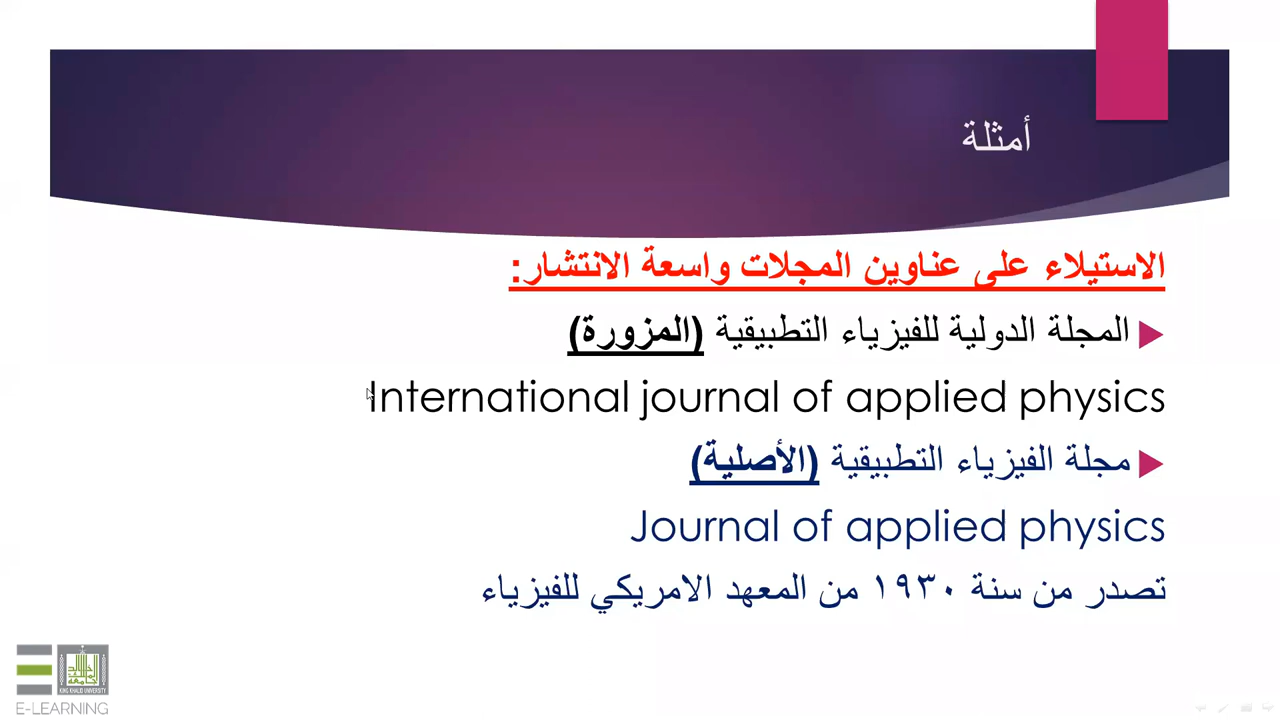 أمثلة
الاستيلاء على عناوين المجلات واسعة الانتشار:
المجلة الدولية للفيزياء التطبيقية (المزورة)
International journal of applied physics
مجلة الفيزياء التطبيقية (الأصلية)
Journal of applied physics
تصدر من سنة ١٩٣٠ من المعهد الامريكي للفيزياء
KING KHALID UNIVERSITY
E-LEARNING